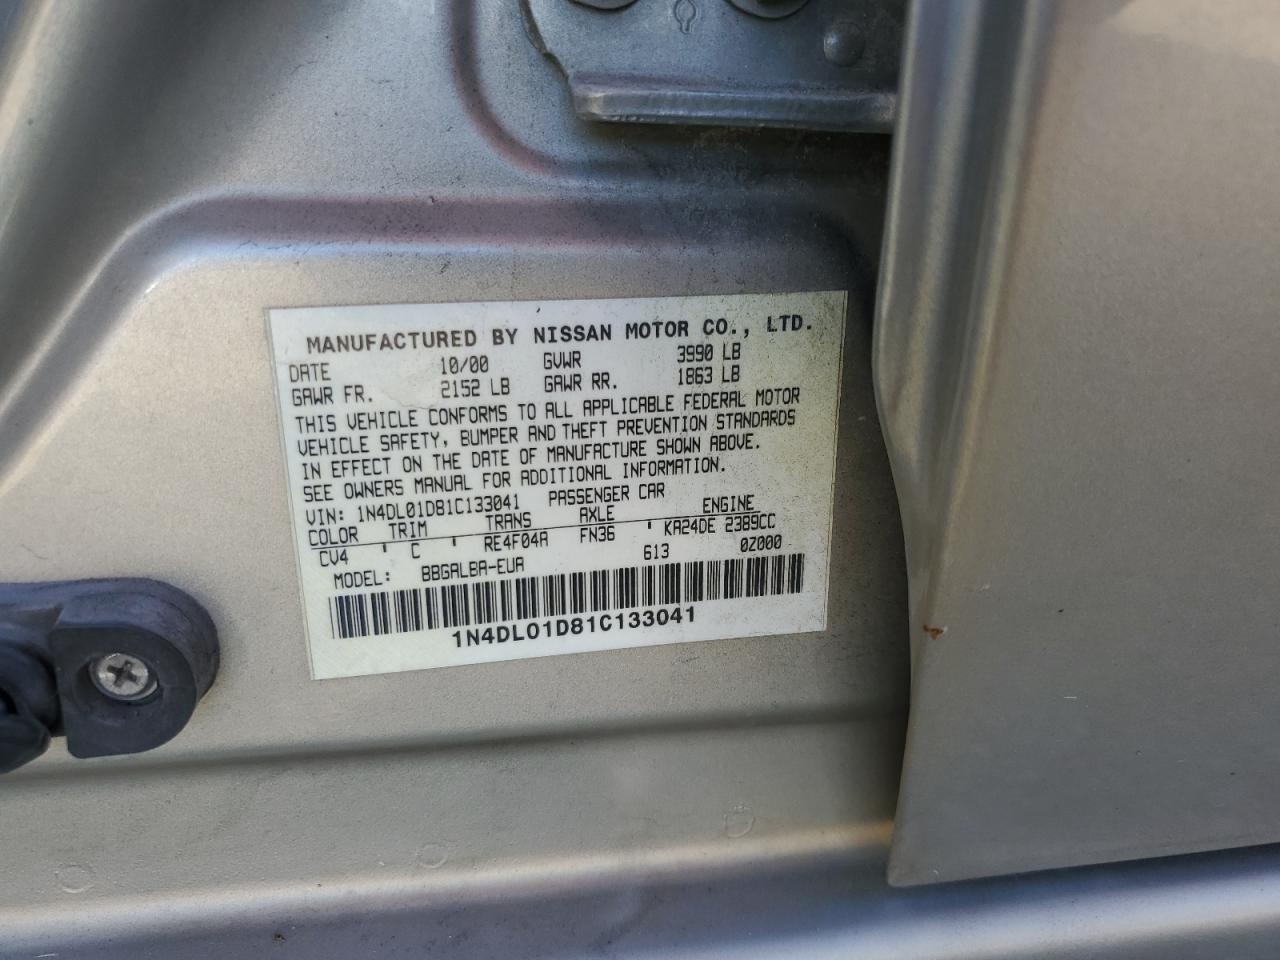 MANUFACTURED BY NISSAN MOTOR CO., LTD.
DATE 10/00 GVWR 3990 LB
GAWR FR. 2152 LB GAWR RR. 1863 LB
THIS VEHICLE CONFORMS TO ALL APPLICABLE FEDERAL MOTOR
VEHICLE SAFETY, BUMPER AND THEFT PREVENTION STANDARDS
IN EFFECT ON THE DATE OF MANUFACTURE SHOWN ABOVE.
SEE OWNERS MANUAL FOR ADDITIONAL INFORMATION.
VIN: 1N4DL01D81C133041 PASSENGER CAR
COLOR TRIM TRANS AXLE ENGINE
CV4 ' C ' RE4F04A FN36 ' KA24DE 2389CC
MODEL: BBGALBA-EUA 613 0Z000
1N4DL01D81C133041